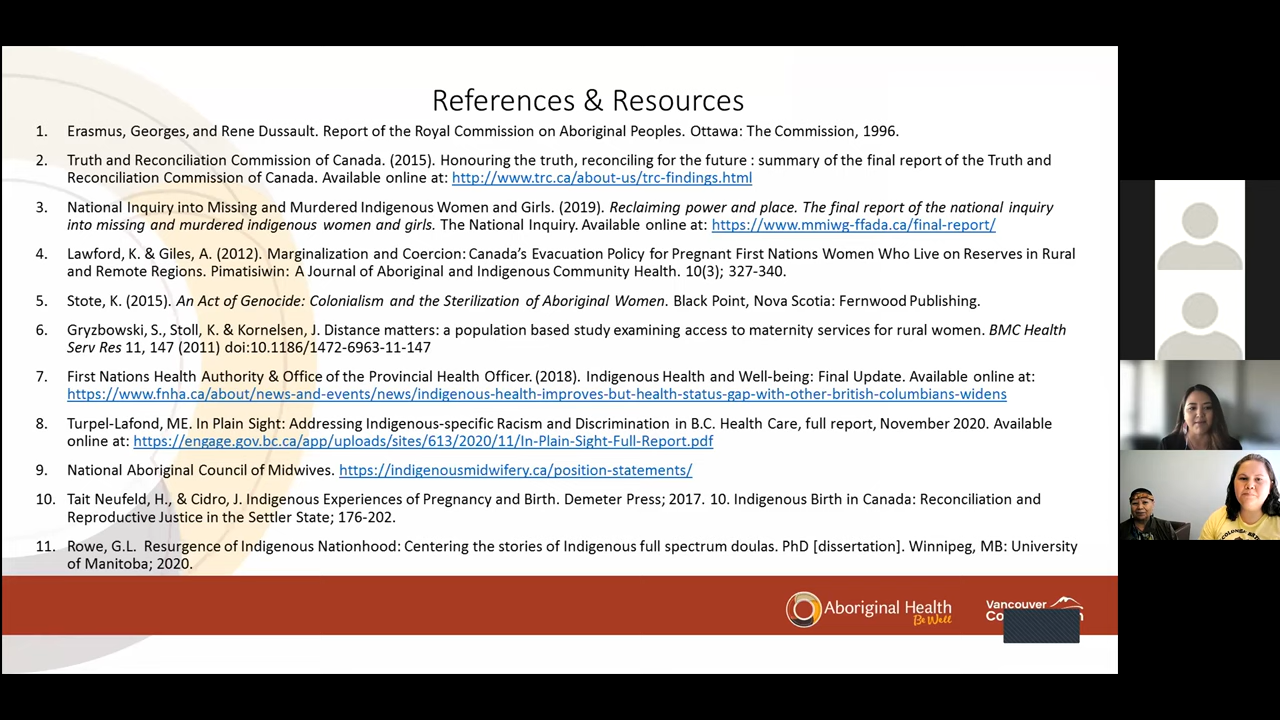 References & Resources
1. Erasmus, Georges, and Rene Dussault. Report of the Royal Commission on Aboriginal Peoples. Ottawa: The Commission, 1996.
2. Truth and Reconciliation Commission of Canada. (2015). Honouring the truth, reconciling for the future : summary of the final report of the Truth and
Reconciliation Commission of Canada. Available online at: http://www.trc.ca/about-us/trc-findings.html
3. National Inquiry into Missing and Murdered Indigenous Women and Girls. (2019). Reclaiming power and place. The final report of the national inquiry
into missing and murdered indigenous women and girls. The National Inquiry. Available online at: https://www.mmiwg-ffada.ca/final-report/
4. Lawford, K. & Giles, A. (2012). Marginalization and Coercion: Canada's Evacuation Policy for Pregnant First Nations Women Who Live on Reserves in Rural
and Remote Regions. Pimatisiwin: A Journal of Aboriginal and Indigenous Community Health. 10(3); 327-340.
5. Stote, K. (2015). An Act of Genocide: Colonialism and the Sterilization of Aboriginal Women. Black Point, Nova Scotia: Fernwood Publishing.
6. Gryzbowski, S., Stoll, K. & Kornelsen, J. Distance matters: a population based study examining access to maternity services for rural women. BMC Health
Serv Res 11, 147 (2011) doi:10.1186/1472-6963-11-147
7. First Nations Health Authority & Office of the Provincial Health Officer. (2018). Indigenous Health and Well-being: Final Update. Available online at:
https://www.fnha.ca/about/news-and-events/news/indigenous-health-improves-but-health-status-gap-with-other-british-columbians-widens
8. Turpel-Lafond, ME. In Plain Sight: Addressing Indigenous-specific Racism and Discrimination in B.C. Health Care, full report, November 2020. Available
online at: https://engage.gov.bc.ca/app/uploads/sites/613/2020/11/In-Plain-Sight-Full-Report.pdf
9. National Aboriginal Council of Midwives. https://indigenousmidwifery.ca/position-statements/
10. Tait Neufeld, H., & Cidro, J. Indigenous Experiences of Pregnancy and Birth. Demeter Press; 2017. 10. Indigenous Birth in Canada: Reconciliation and
Reproductive Justice in the Settler State; 176-202.
11. Rowe, G.L. Resurgence of Indigenous Nationhood: Centering the stories of Indigenous full spectrum doulas. PhD [dissertation]. Winnipeg, MB: University
of Manitoba; 2020.
Aboriginal Health
Be Well
Vancouver